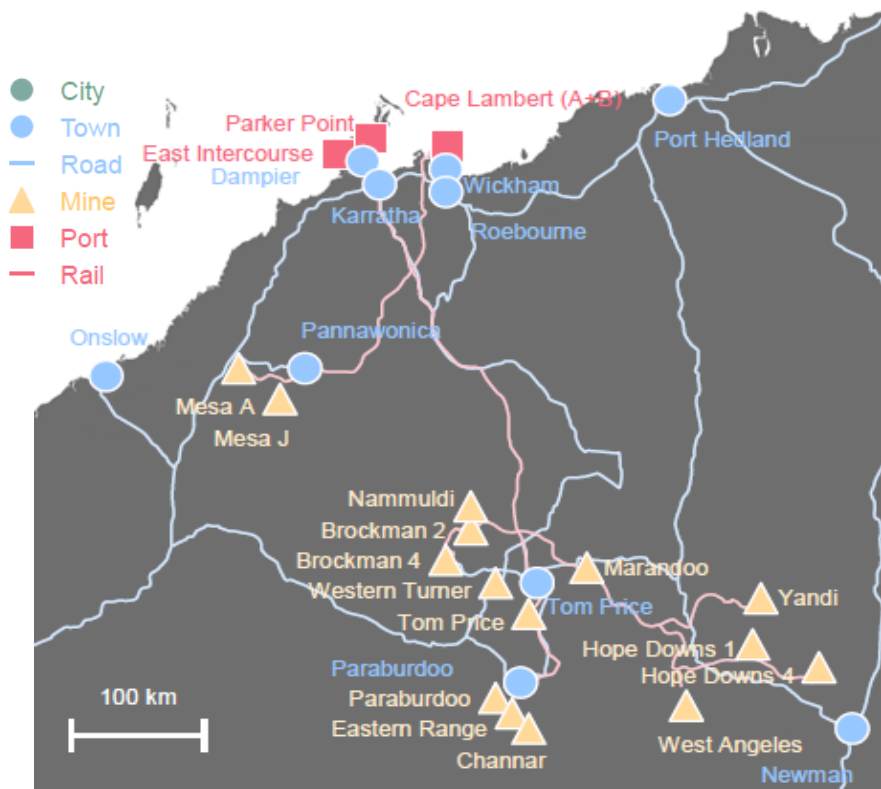 City
Town
Road
Mine
Port
Rail
Cape Lambert (A+B)
Parker Point
East Intercourse
Port Hedland
Dampier
Wickham
Karratha
Roebourne
Onslow
Pannawonica
Mesa A
Mesa J
Nammuldi
Brockman 2
Brockman 4
Marandoo
Western Turner
Yandi
Tom Price
Tom Price
Hope Downs 1
Paraburdoo
Hope Downs 4
Paraburdoo
100 km
Eastern Range
West Angeles
Channar
Newman